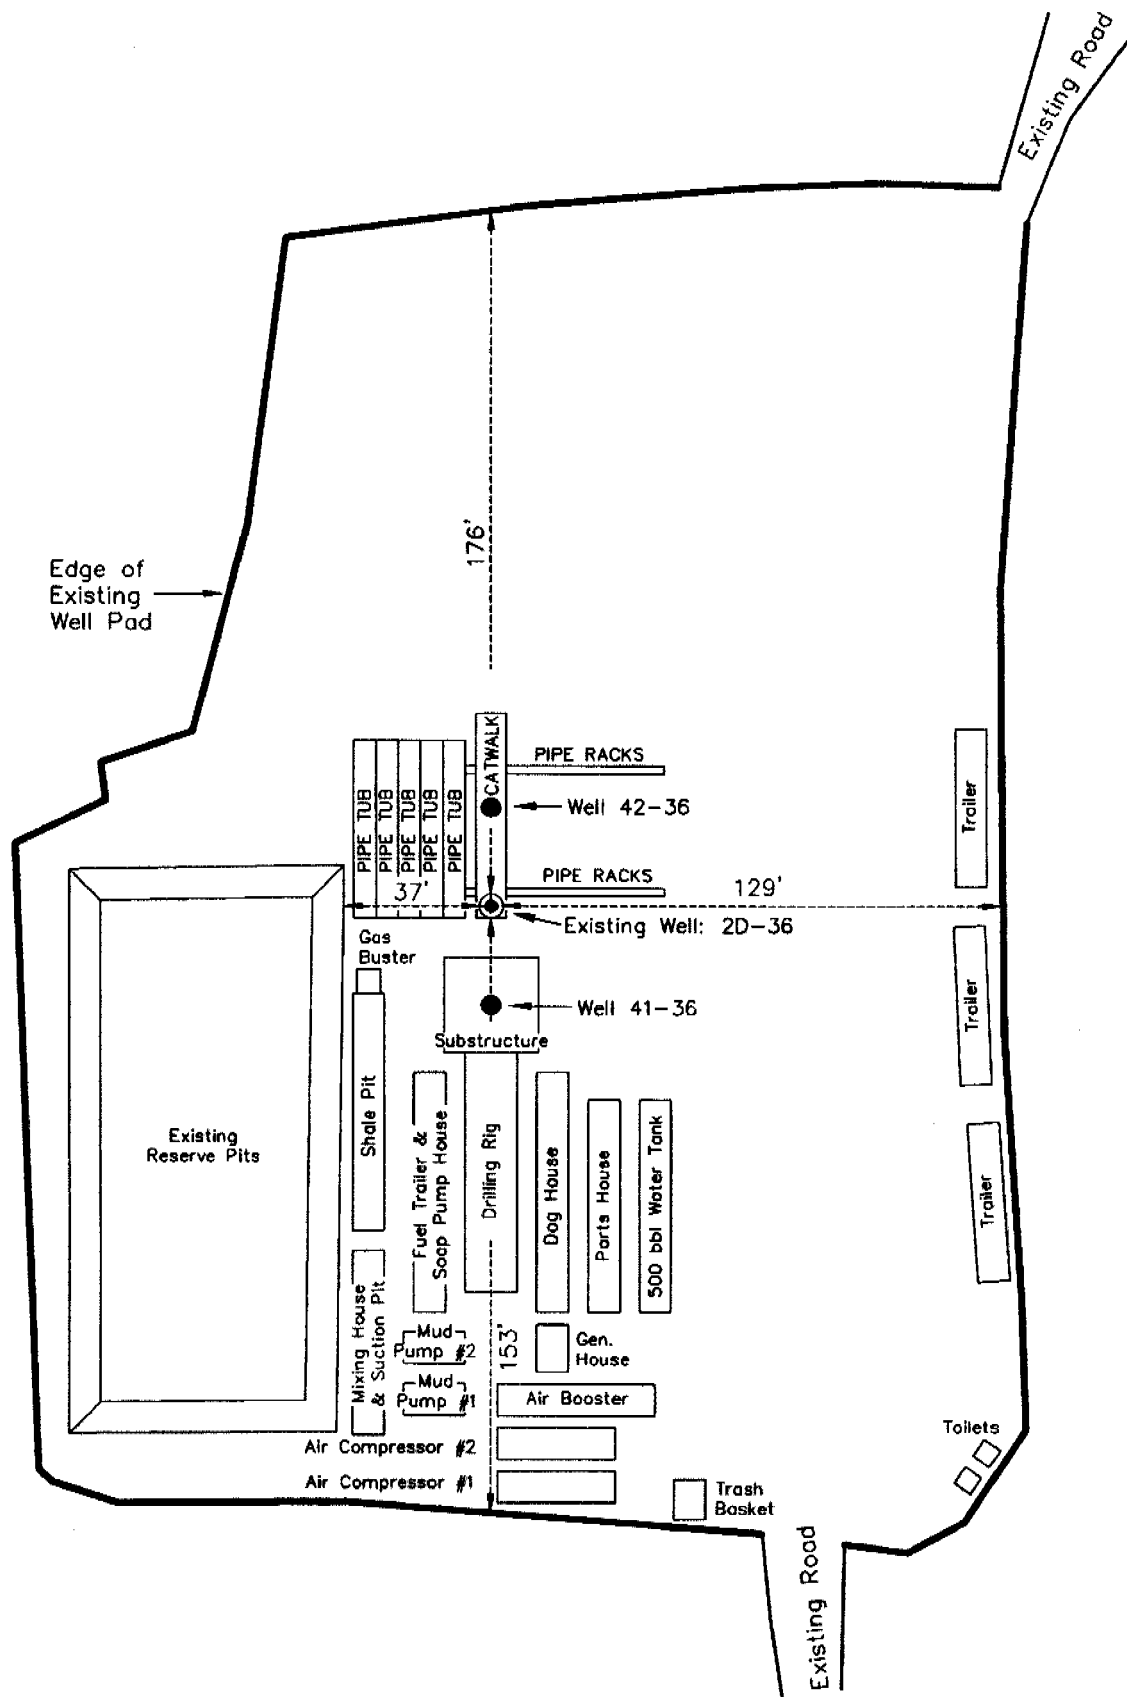 Existing Road
176'
Edge of
Existing
Well Pad
CATWALK
PIPE RACKS
Well 42-36
PIPE TUB
PIPE TUB
PIPE TUB
PIPE TUB
PIPE TUB
Trailer
PIPE RACKS
37'
129'
Existing Well: 2D-36
Gas
Buster
Trailer
Well 41-36
Substructure
Existing
Reserve Pits
Shale Pit
Fuel Trailer &
Soap Pump House
Drilling Rig
Dog House
Parts House
500 bbl Water Tank
Trailer
Mixing House
& Suction Pit
Mud
Pump #2
153'
Gen.
House
Mud
Pump #1
Air Booster
Air Compressor #2
Toilets
Air Compressor #1
Trash
Basket
Existing Road